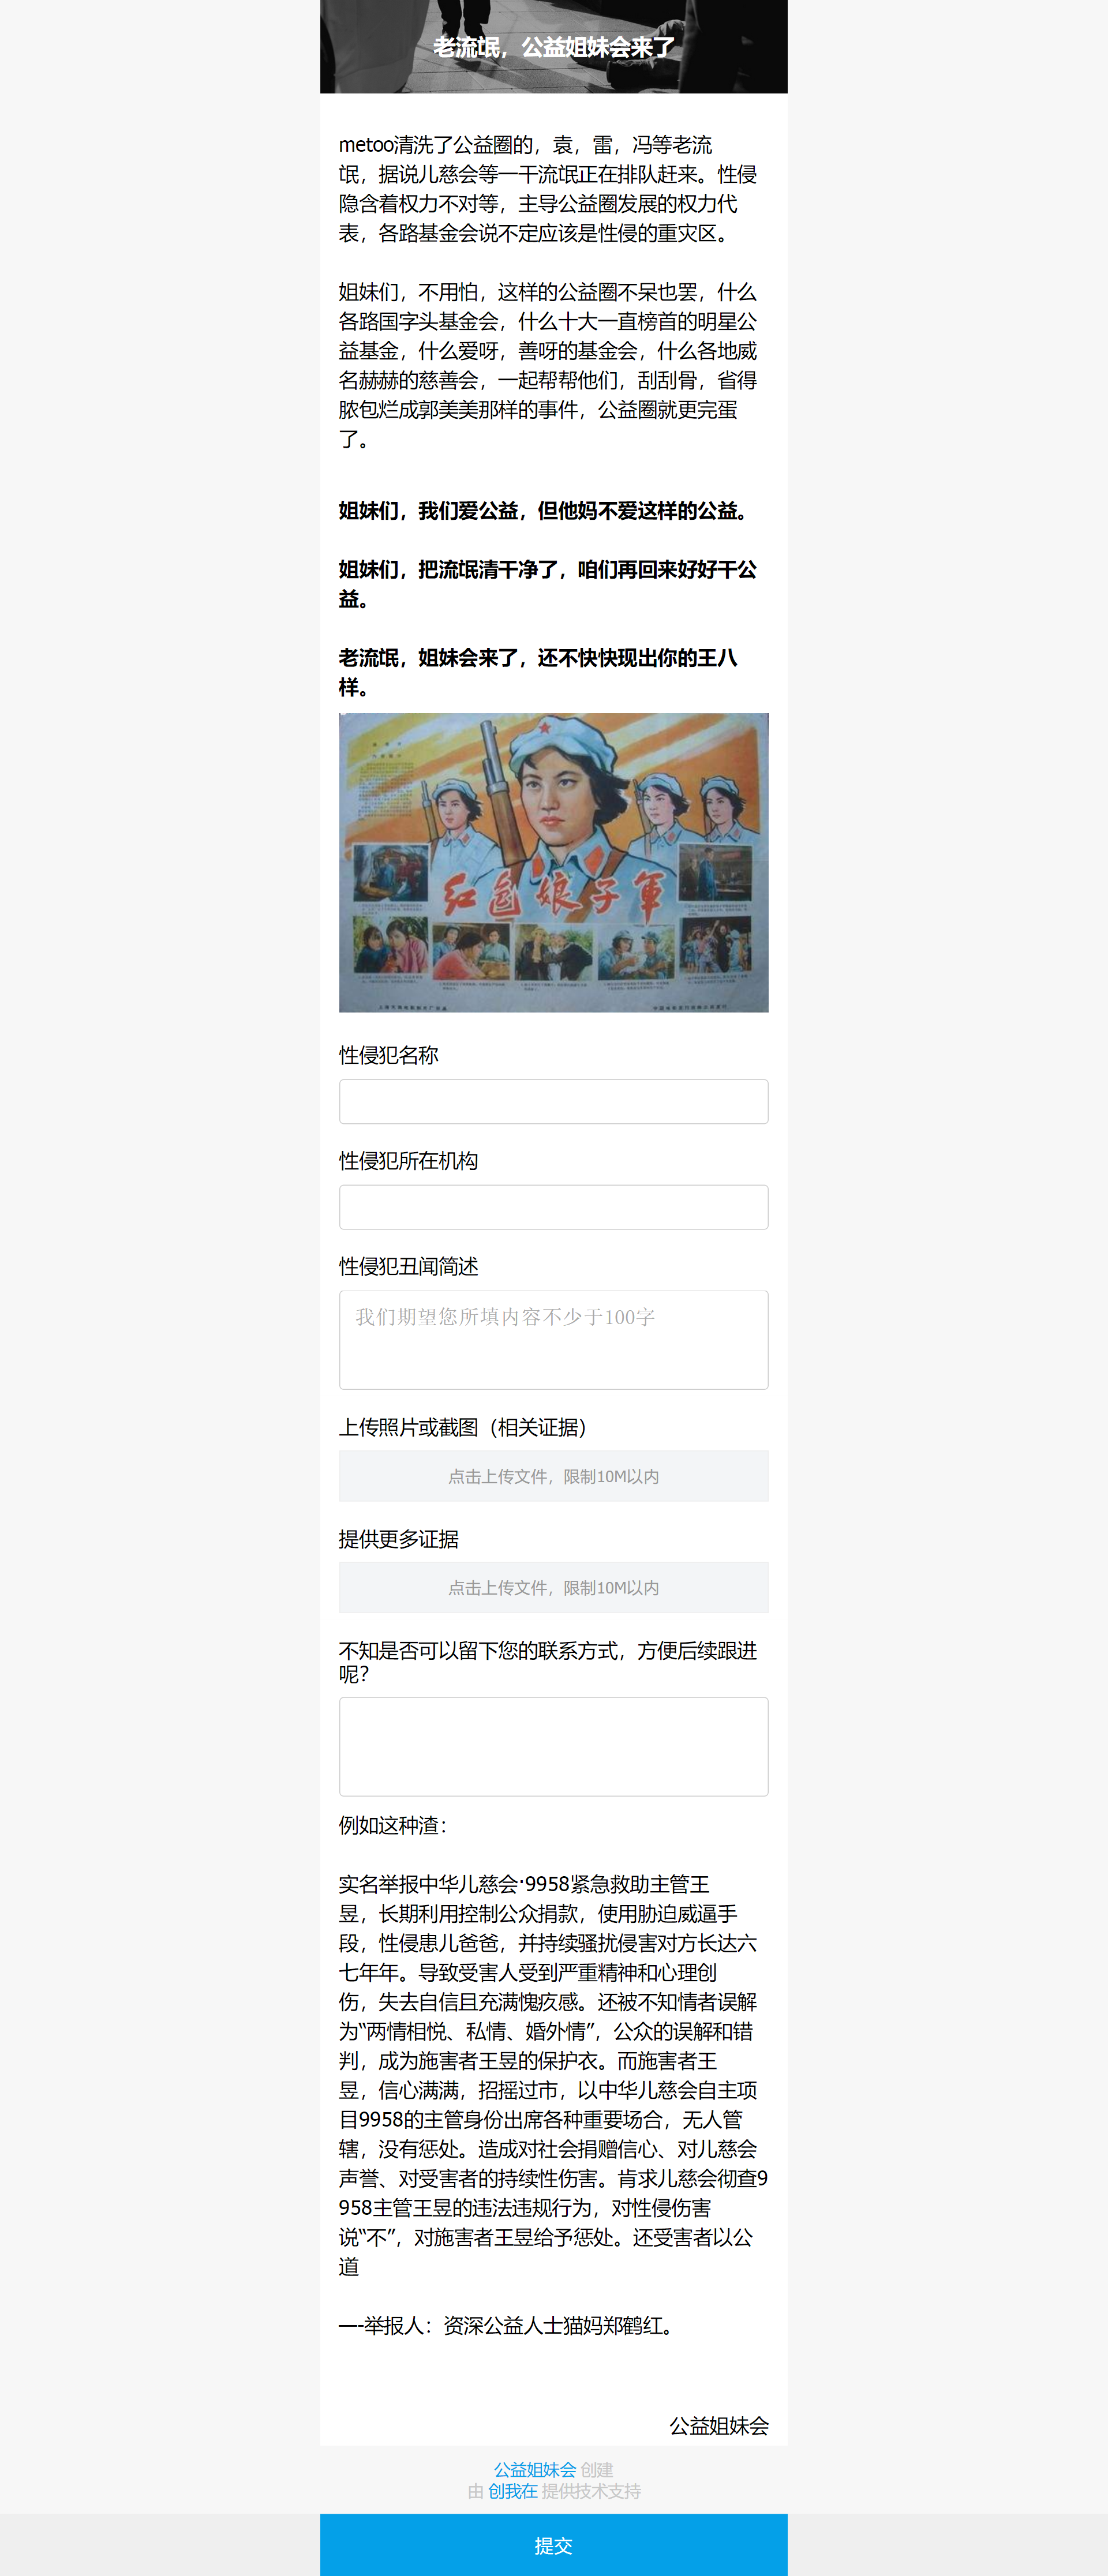 老流氓，公益姐妹会来了
metoo清洗了公益圈的，袁，雷，冯等老流
氓，据说儿慈会等一干流氓正在排队赶来。性侵
隐含着权力不对等，主导公益圈发展的权力代
表，各路基金会说不定应该是性侵的重灾区。
姐妹们，不用怕，这样的公益圈不呆也罢，什么
各路国字头基金会，什么十大一直榜首的明星公
益基金，什么爱呀，善呀的基金会，什么各地威
名赫赫的慈善会，一起帮帮他们，刮刮骨，省得
脓包烂成郭美美那样的事件，公益圈就更完蛋
了。
姐妹们，我们爱公益，但他妈不爱这样的公益。
姐妹们，把流氓清干净了，咱们再回来好好干公
益。
老流氓，姐妹会来了，还不快快现出你的王八
样。
红色娘子軍
性侵犯名称
性侵犯所在机构
性侵犯丑闻简述
我们期望您所填内容不少于100字
上传照片或截图（相关证据）
点击上传文件，限制10M以内
提供更多证据
点击上传文件，限制10M以内
不知是否可以留下您的联系方式，方便后续跟进
呢？
例如这种渣：
实名举报中华儿慈会·9958紧急救助主管王
昱，长期利用控制公众捐款，使用胁迫威逼手
段，性侵患儿爸爸，并持续骚扰侵害对方长达六
七年年。导致受害人受到严重精神和心理创
伤，失去自信且充满愧疚感。还被不知情者误解
为“两情相悦、私情、婚外情”，公众的误解和错
判，成为施害者王昱的保护衣。而施害者王
昱，信心满满，招摇过市，以中华儿慈会自主项
目9958的主管身份出席各种重要场合，无人管
辖，没有惩处。造成对社会捐赠信心、对儿慈会
声誉、对受害者的持续性伤害。肯求儿慈会彻查9
958主管王昱的违法违规行为，对性侵伤害
说“不”，对施害者王昱给予惩处。还受害者以公
道
—-举报人：资深公益人士猫妈郑鹤红。
公益姐妹会
公益姐妹会 创建
由 创我在 提供技术支持
提交